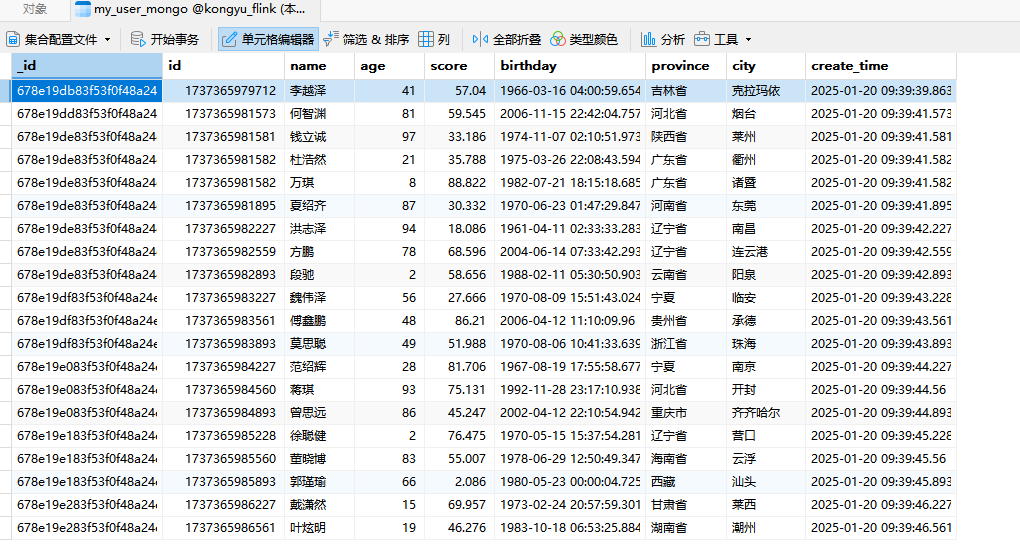 对象 my_user_mongo @kongyu_flink (本...
集合配置文件 开始事务 单元格编辑器 筛选 & 排序 列 全部折叠 类型颜色 分析 工具
_id id name age score birthday province city create_time
678e19db83f53f0f48a24 1737365979712 李越泽 41 57.04 1966-03-16 04:00:59.654 吉林省 克拉玛依 2025-01-20 09:39:39.863
678e19dd83f53f0f48a24 1737365981573 何智渊 81 59.545 2006-11-15 22:42:04.757 河北省 烟台 2025-01-20 09:39:41.573
678e19de83f53f0f48a24 1737365981581 钱立诚 97 33.186 1974-11-07 02:10:51.973 陕西省 莱州 2025-01-20 09:39:41.581
678e19de83f53f0f48a24 1737365981582 杜浩然 21 35.788 1975-03-26 22:08:43.594 广东省 衢州 2025-01-20 09:39:41.582
678e19de83f53f0f48a24 1737365981582 万琪 8 88.822 1982-07-21 18:15:18.685 广东省 诸暨 2025-01-20 09:39:41.582
678e19de83f53f0f48a24 1737365981895 夏绍齐 87 30.332 1970-06-23 01:47:29.847 河南省 东莞 2025-01-20 09:39:41.895
678e19de83f53f0f48a24 1737365982227 洪志泽 94 18.086 1961-04-11 02:33:33.283 辽宁省 南昌 2025-01-20 09:39:42.227
678e19de83f53f0f48a24 1737365982559 方鹏 78 68.596 2004-06-14 07:33:42.293 辽宁省 连云港 2025-01-20 09:39:42.559
678e19de83f53f0f48a24 1737365982893 段驰 2 58.656 1988-02-11 05:30:50.903 云南省 阳泉 2025-01-20 09:39:42.893
678e19df83f53f0f48a24e 1737365983227 魏伟泽 56 27.666 1970-08-09 15:51:43.024 宁夏 临安 2025-01-20 09:39:43.228
678e19df83f53f0f48a24e 1737365983561 傅鑫鹏 48 86.21 2006-04-12 11:10:09.96 贵州省 承德 2025-01-20 09:39:43.561
678e19df83f53f0f48a24e 1737365983893 莫思聪 49 51.988 1970-08-06 10:41:33.639 浙江省 珠海 2025-01-20 09:39:43.893
678e19e083f53f0f48a24 1737365984227 范绍辉 28 81.706 1967-08-19 17:55:58.677 宁夏 南京 2025-01-20 09:39:44.227
678e19e083f53f0f48a24 1737365984560 蒋琪 93 75.131 1992-11-28 23:17:10.938 河北省 开封 2025-01-20 09:39:44.56
678e19e083f53f0f48a24 1737365984893 曾思远 86 45.247 2002-04-12 22:10:54.942 重庆市 齐齐哈尔 2025-01-20 09:39:44.893
678e19e183f53f0f48a24 1737365985228 徐聪健 2 76.475 1970-05-15 15:37:54.281 辽宁省 营口 2025-01-20 09:39:45.228
678e19e183f53f0f48a24 1737365985560 董晓博 83 55.007 1978-06-29 12:50:49.347 海南省 云浮 2025-01-20 09:39:45.56
678e19e183f53f0f48a24 1737365985893 郭瑾瑜 66 2.086 1980-05-23 00:00:04.725 西藏 汕头 2025-01-20 09:39:45.893
678e19e283f53f0f48a24 1737365986227 戴潇然 15 69.957 1973-02-24 20:57:59.301 甘肃省 莱西 2025-01-20 09:39:46.227
678e19e283f53f0f48a24 1737365986561 叶炫明 19 46.276 1983-10-18 06:53:25.884 湖南省 潮州 2025-01-20 09:39:46.561